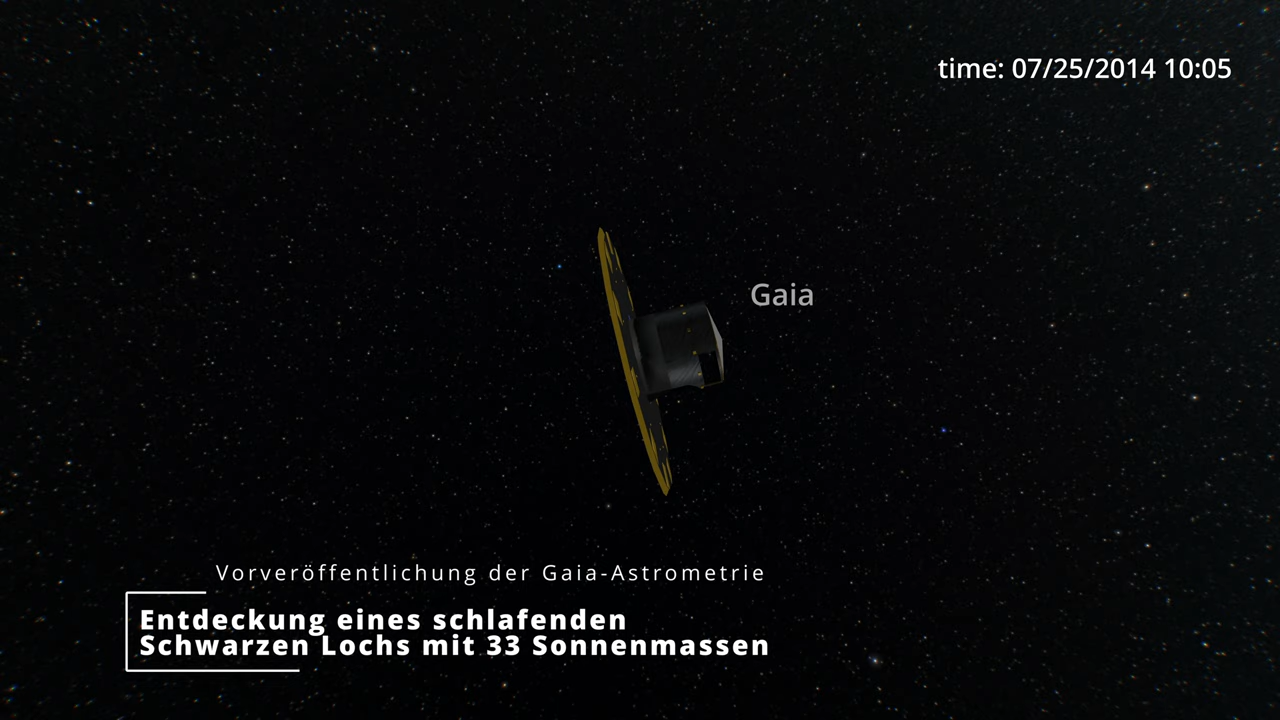 time: 07/25/2014 10:05
Gaia
Vorveröffentlichung der Gaia-Astrometrie
Entdeckung eines schlafenden
Schwarzen Lochs mit 33 Sonnenmassen